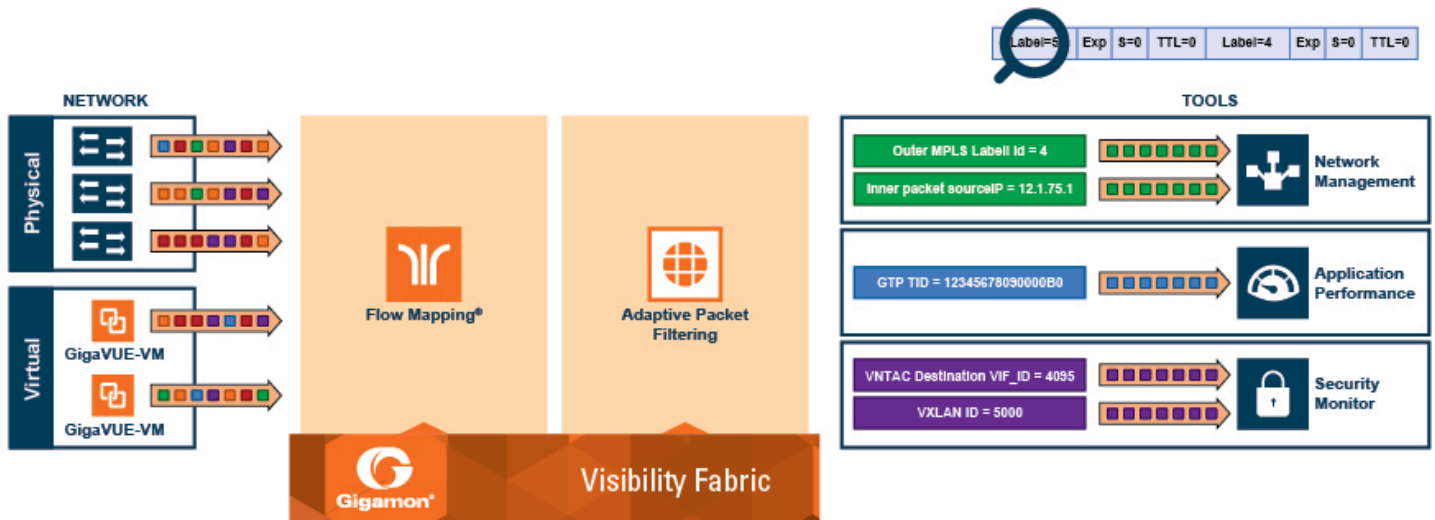 Label=5 Exp S=0 TTL=0 Label=4 Exp S=0 TTL=0
NETWORK
TOOLS
Physical
Outer MPLS Labell Id = 4
Inner packet sourceIP = 12.1.75.1
Network
Management
Flow Mapping®
Adaptive Packet
Filtering
GTP TID = 12345678090000B0
Application
Performance
Virtual
GigaVUE-VM
GigaVUE-VM
VNTAC Destination VIF_ID = 4095
VXLAN ID = 5000
Security
Monitor
Gigamon®
Visibility Fabric